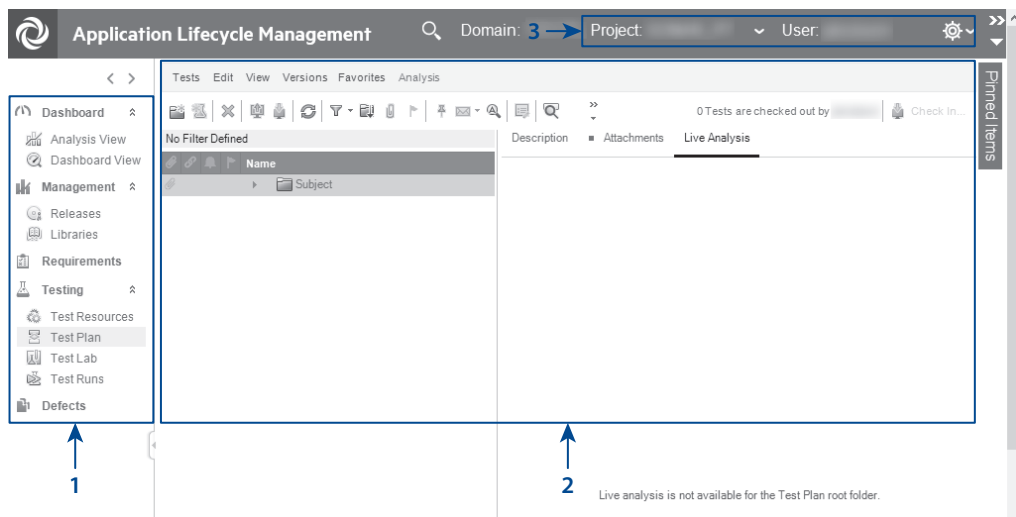 Application Lifecycle Management Domain: 3 Project: User:
Pinned Items
Dashboard
Analysis View
Dashboard View
Management
Releases
Libraries
Requirements
Testing
Test Resources
Test Plan
Test Lab
Test Runs
Defects
1
Tests Edit View Versions Favorites Analysis
0 Tests are checked out by Check In...
No Filter Defined
Name
Subject
Description Attachments Live Analysis
2
Live analysis is not available for the Test Plan root folder.